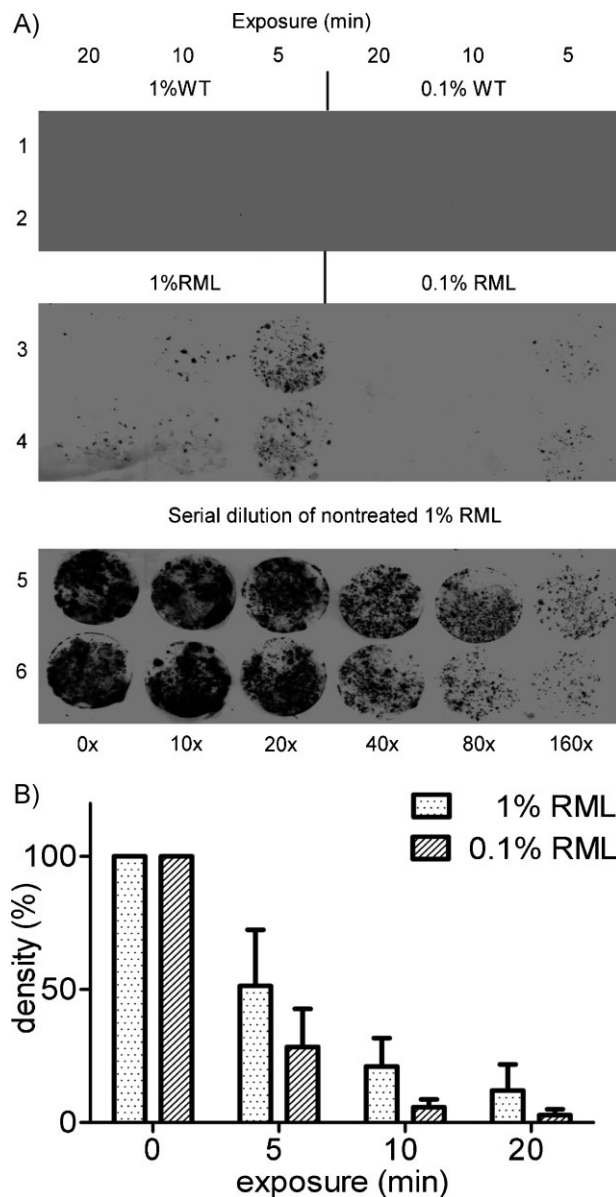 A)
Exposure (min)
20 10 5 20 10 5
1%WT 0.1% WT
1
2
1%RML 0.1% RML
3
4
Serial dilution of nontreated 1% RML
5
6
0x 10x 20x 40x 80x 160x
B)
1% RML
0.1% RML
density (%)
100
50
0
0 5 10 20
exposure (min)